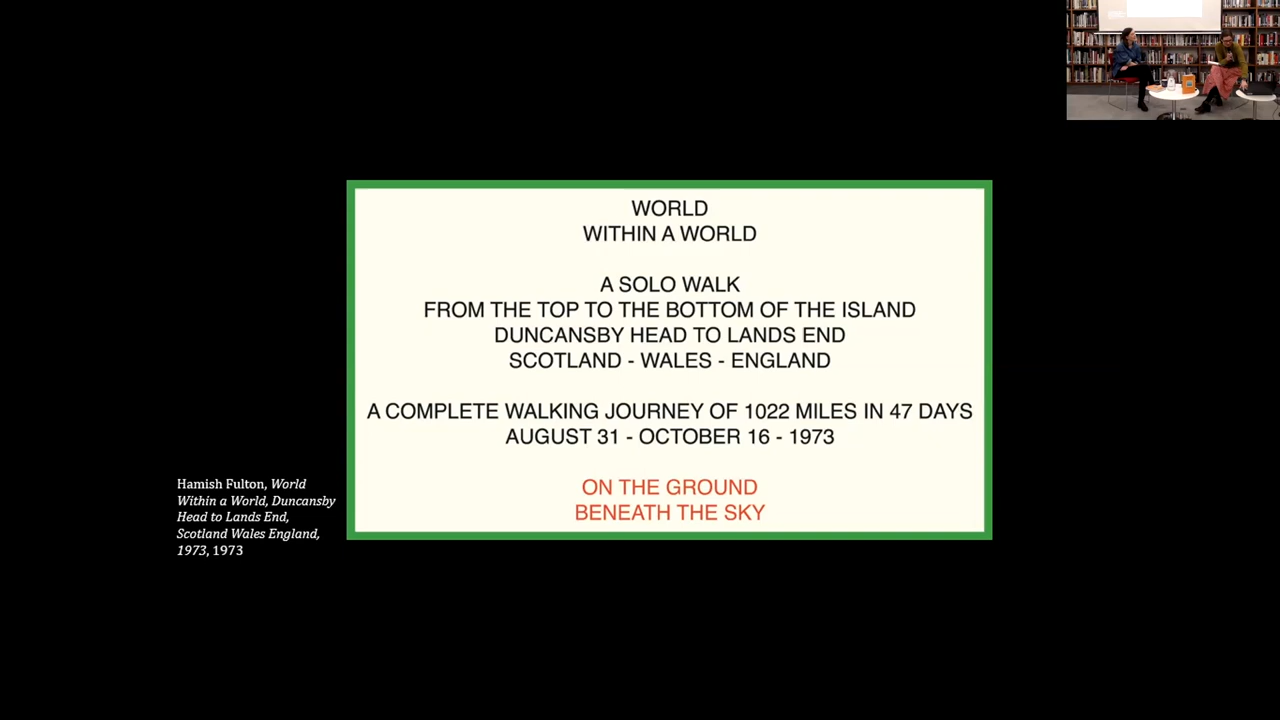 WORLD
WITHIN A WORLD
A SOLO WALK
FROM THE TOP TO THE BOTTOM OF THE ISLAND
DUNCANSBY HEAD TO LANDS END
SCOTLAND - WALES - ENGLAND
A COMPLETE WALKING JOURNEY OF 1022 MILES IN 47 DAYS
AUGUST 31 - OCTOBER 16 - 1973
ON THE GROUND
BENEATH THE SKY
Hamish Fulton, World
Within a World, Duncansby
Head to Lands End,
Scotland Wales England,
1973, 1973